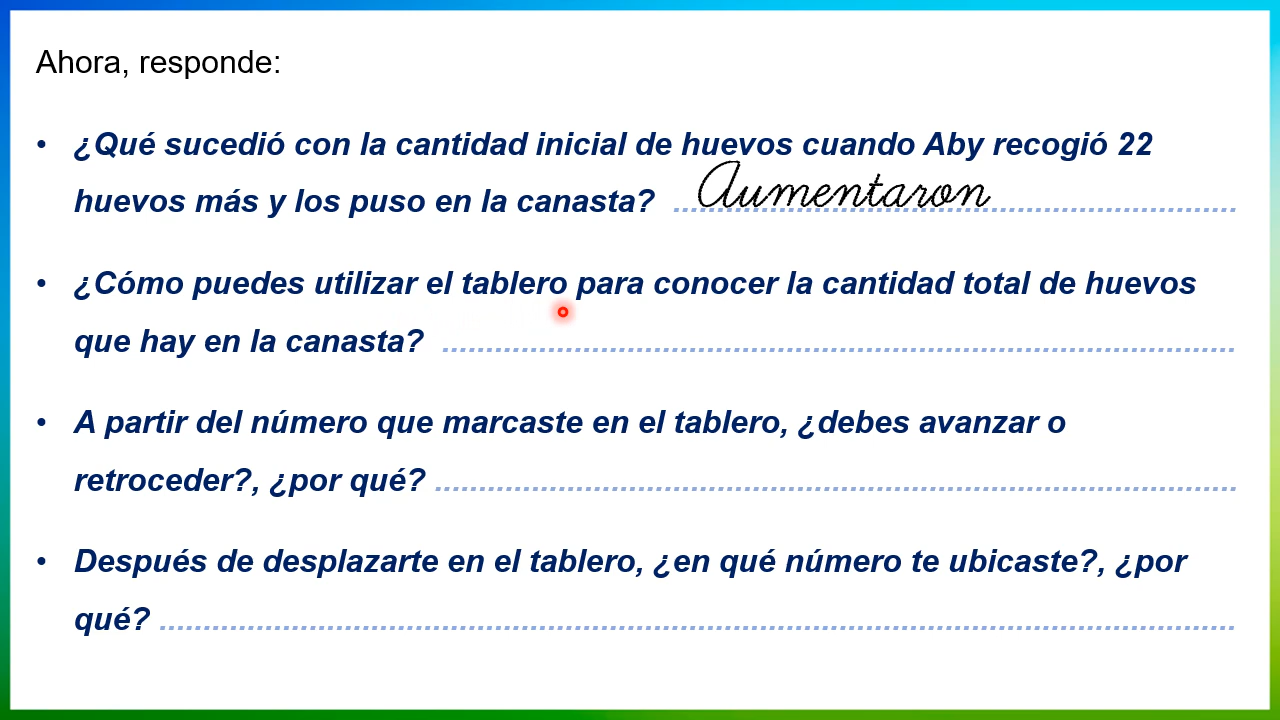 Ahora, responde:
• ¿Qué sucedió con la cantidad inicial de huevos cuando Aby recogió 22
huevos más y los puso en la canasta? Aumentaron
• ¿Cómo puedes utilizar el tablero para conocer la cantidad total de huevos
que hay en la canasta?
• A partir del número que marcaste en el tablero, ¿debes avanzar o
retroceder?, ¿por qué?
• Después de desplazarte en el tablero, ¿en qué número te ubicaste?, ¿por
qué?